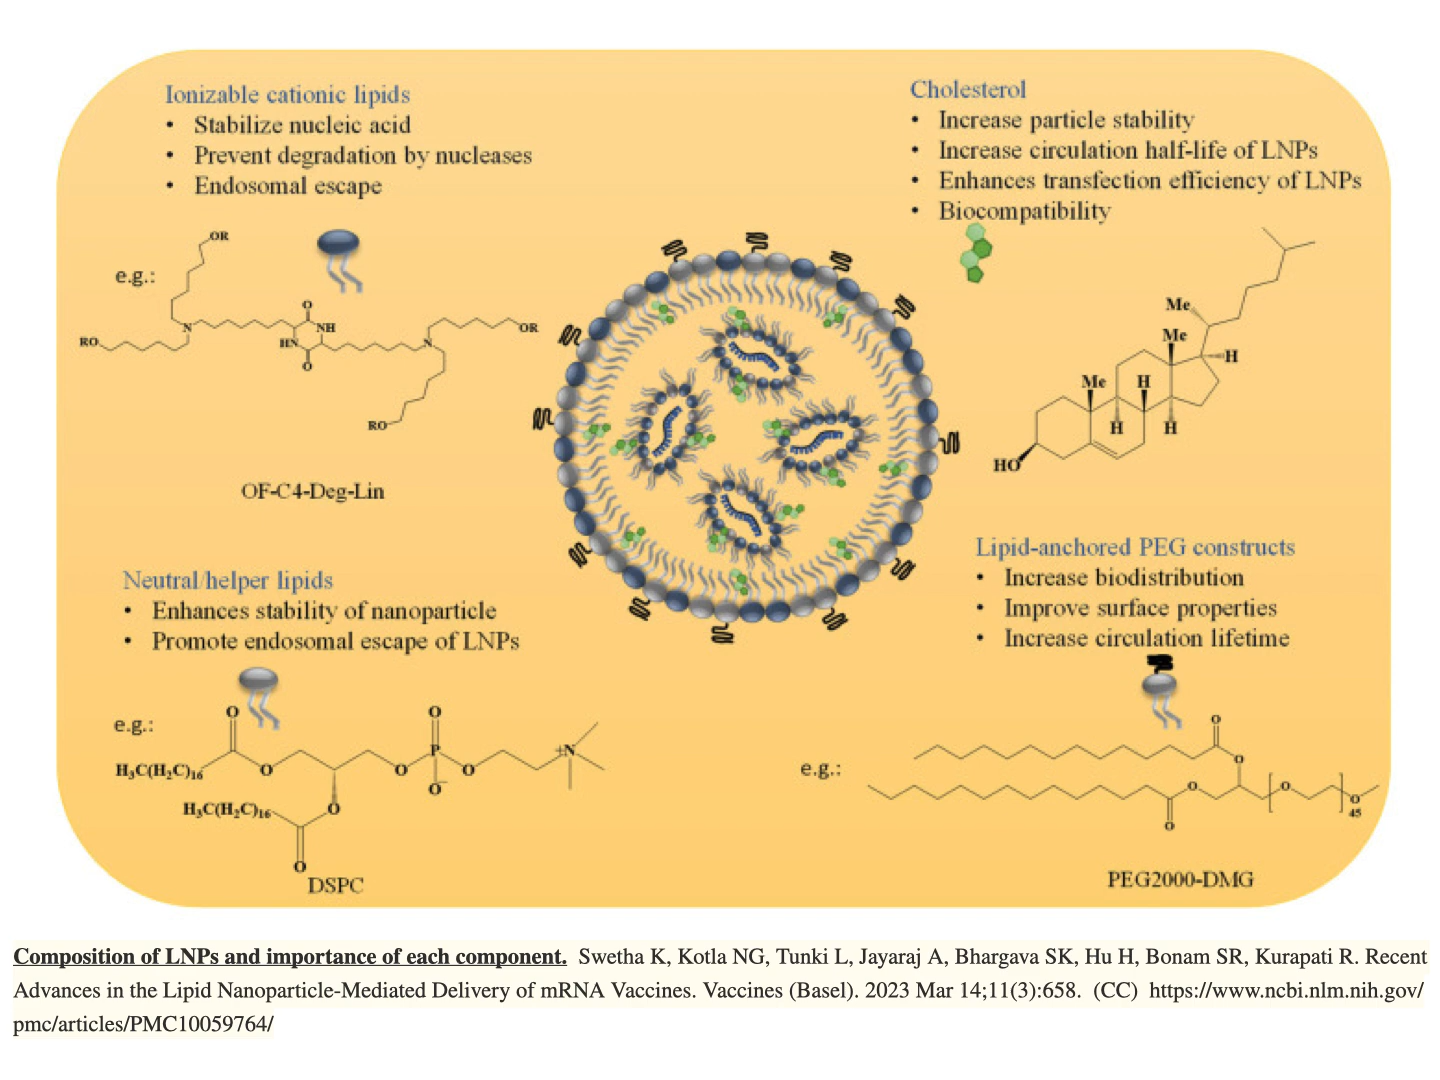 Ionizable cationic lipids
• Stabilize nucleic acid
• Prevent degradation by nucleases
• Endosomal escape
e.g.:
OR
N
RO
O
NH
HN
O
N
OR
RO
OF-C4-Deg-Lin
Cholesterol
• Increase particle stability
• Increase circulation half-life of LNPs
• Enhances transfection efficiency of LNPs
• Biocompatibility
Me
Me
H
Me
H
H
H
HO
Neutral/helper lipids
• Enhances stability of nanoparticle
• Promote endosomal escape of LNPs
e.g.:
O
O
H₃C(H₂C)₁₆
O
O
P
O
+N
O⁻
H₃C(H₂C)₁₆
O
O
DSPC
Lipid-anchored PEG constructs
• Increase biodistribution
• Improve surface properties
• Increase circulation lifetime
e.g.:
O
O
O
O
O
O
45
PEG2000-DMG
Composition of LNPs and importance of each component. Swetha K, Kotla NG, Tunki L, Jayaraj A, Bhargava SK, Hu H, Bonam SR, Kurapati R. Recent
Advances in the Lipid Nanoparticle-Mediated Delivery of mRNA Vaccines. Vaccines (Basel). 2023 Mar 14;11(3):658. (CC) https://www.ncbi.nlm.nih.gov/
pmc/articles/PMC10059764/